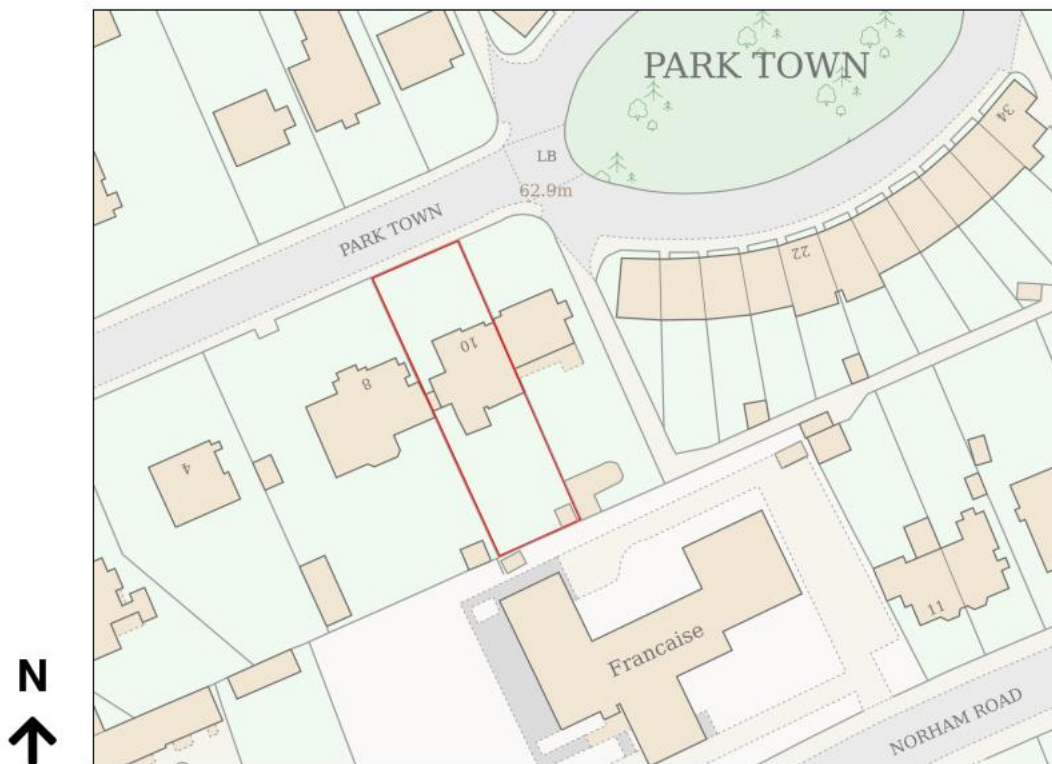 PARK TOWN
34
LB
62.9m
PARK TOWN
22
10
8
4
11
Francaise
N
NORHAM ROAD